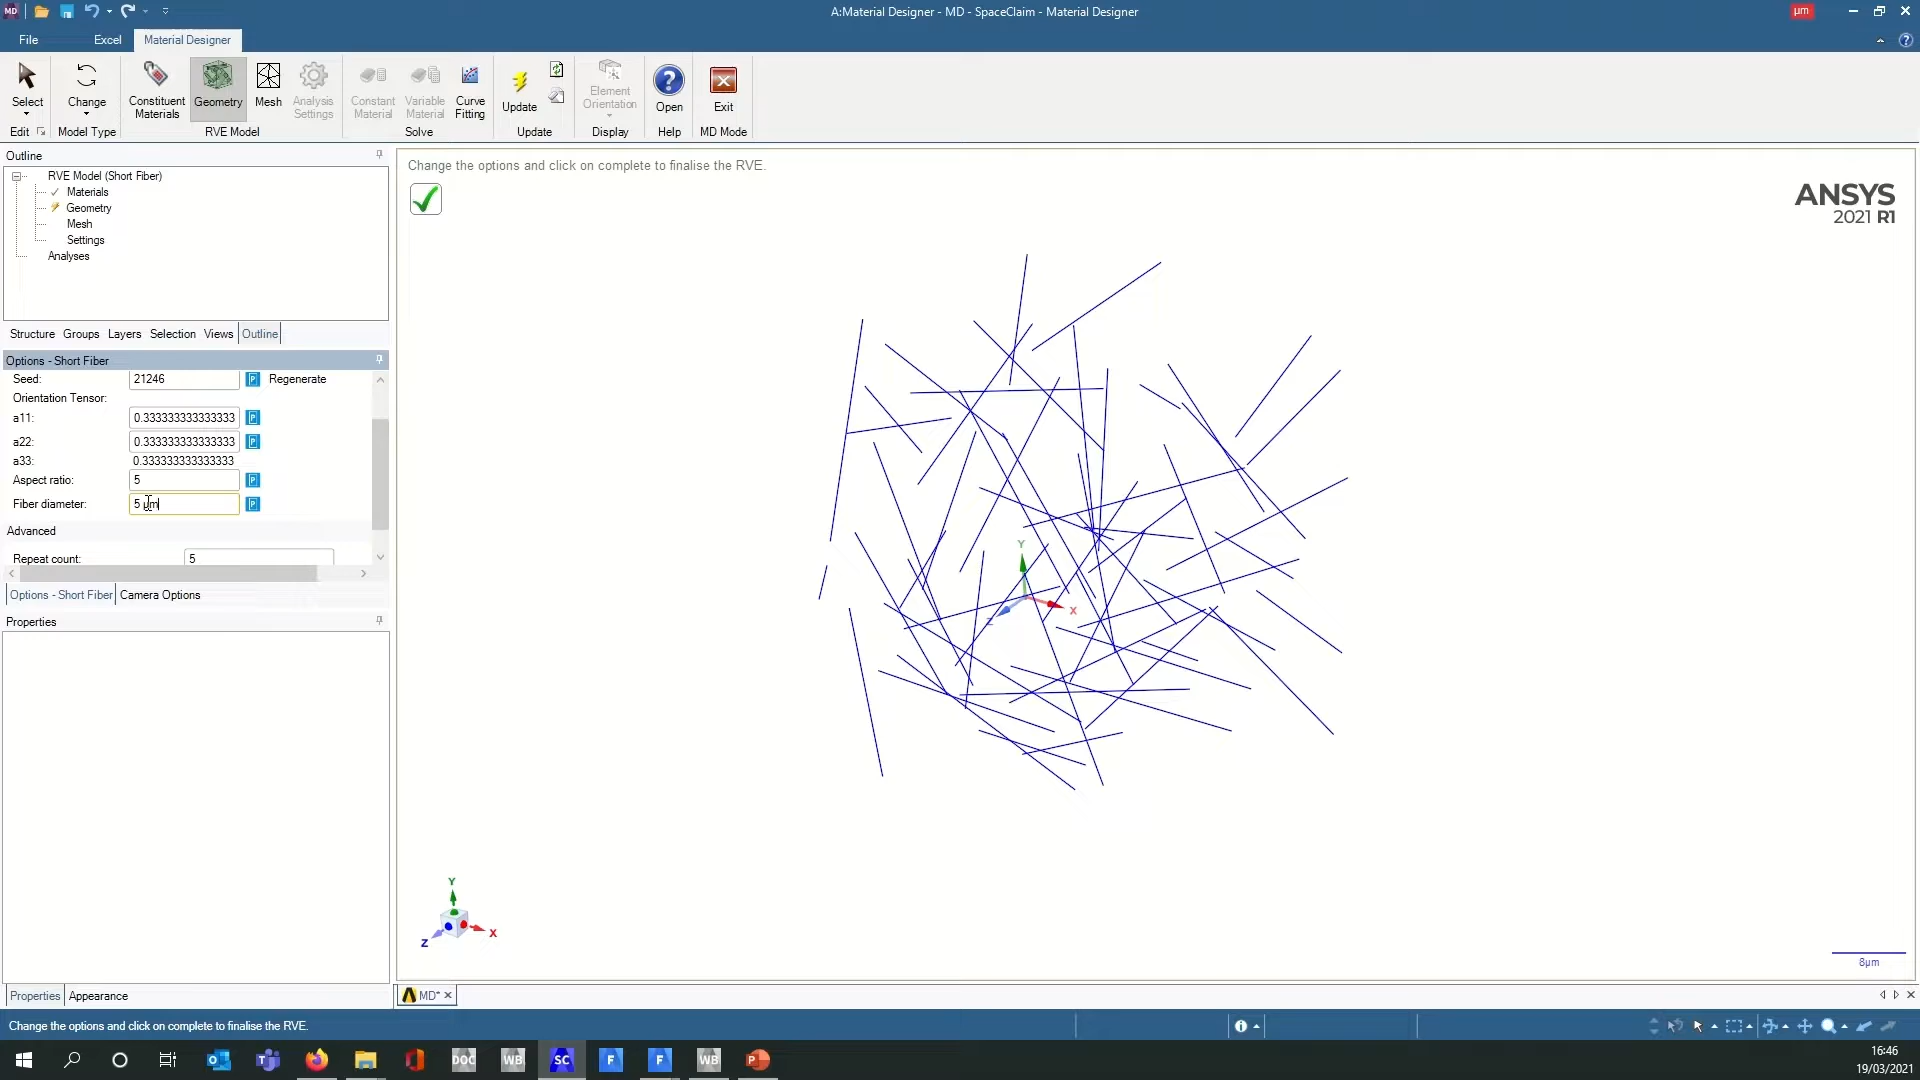 MD
A:Material Designer - MD - SpaceClaim - Material Designer
µm
File
Excel
Material Designer
Select
Change
Constituent Materials
Geometry
Mesh
Analysis Settings
Constant Material
Variable Material
Curve Fitting
Update
Element Orientation
Open
Exit
Edit
Model Type
RVE Model
Solve
Update
Display
Help
MD Mode
Outline
RVE Model (Short Fiber)
Materials
Geometry
Mesh
Settings
Analyses
Structure Groups Layers Selection Views Outline
Options - Short Fiber
Seed: 21246 P Regenerate
Orientation Tensor:
a11: 0.333333333333333 P
a22: 0.333333333333333 P
a33: 0.333333333333333
Aspect ratio: 5 P
Fiber diameter: 5 µm P
Advanced
Repeat count: 5
Options - Short Fiber Camera Options
Properties
Properties Appearance
Change the options and click on complete to finalise the RVE.
ANSYS
2021 R1
Y
X
Z
Y
X
Z
8µm
MD*
Change the options and click on complete to finalise the RVE.
DOC
WB
SC
F
F
WB
16:46
19/03/2021